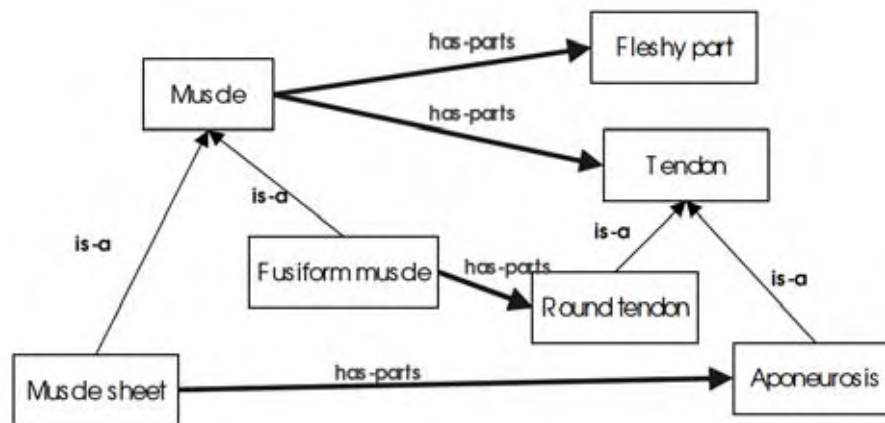 has-parts
Fleshy part
Muscle
has-parts
Tendon
is-a
is-a
is-a
Fusiform muscle
has-parts
is-a
Round tendon
Muscle sheet
has-parts
Aponeurosis